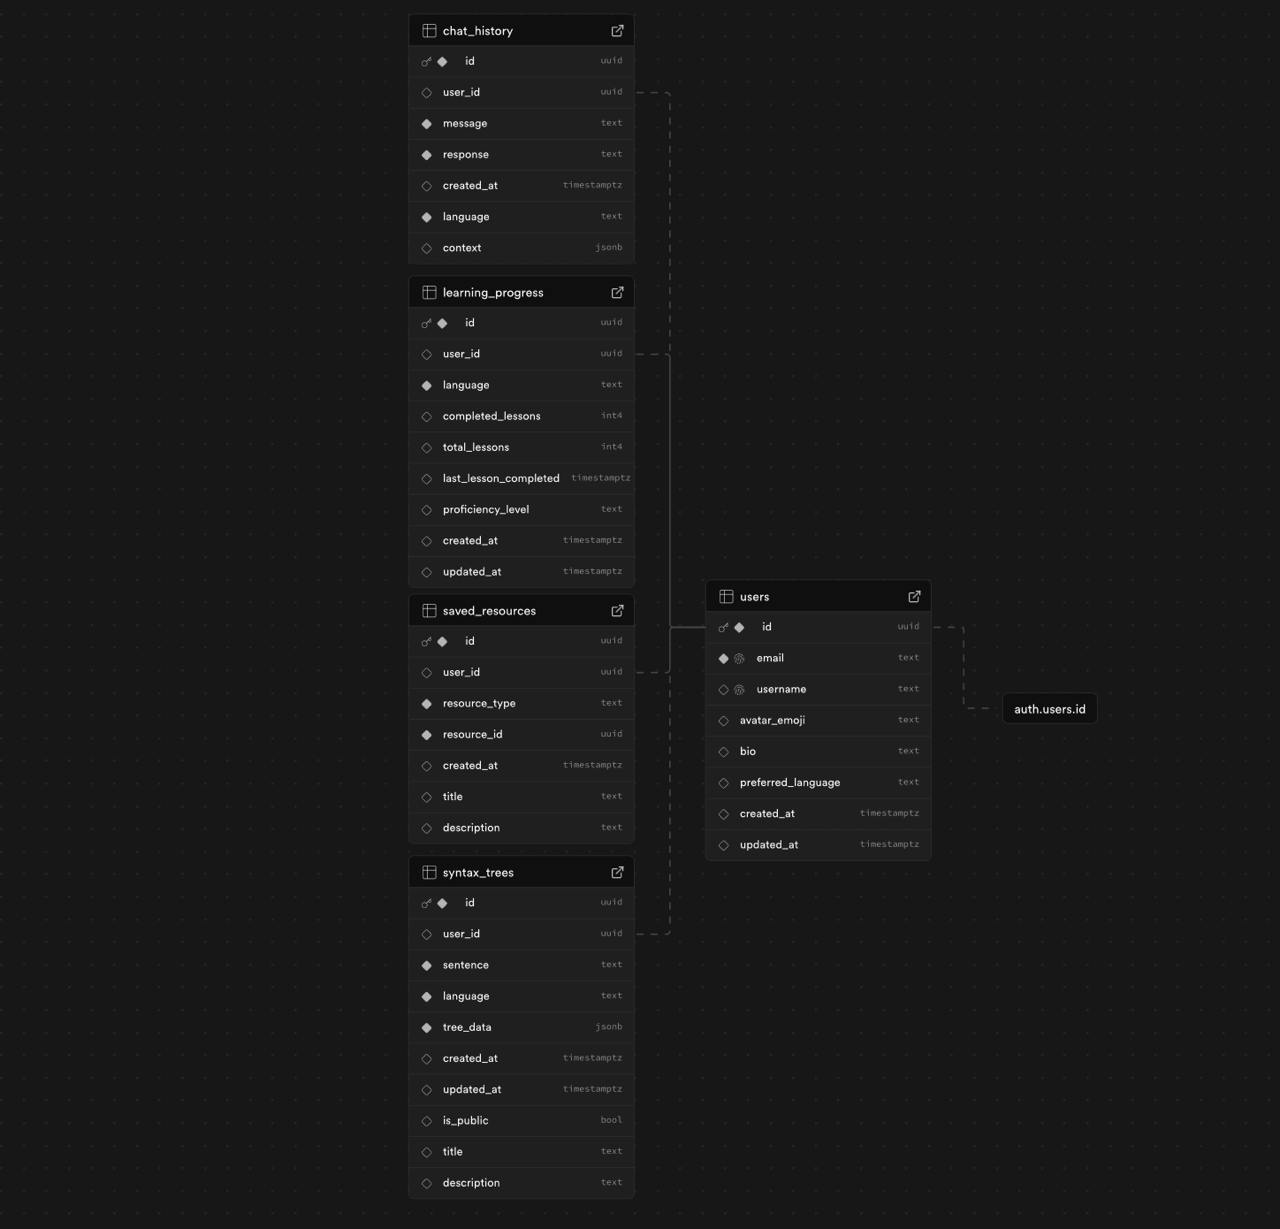 chat_history
id uuid
user_id uuid
message text
response text
created_at timestamptz
language text
context jsonb
learning_progress
id uuid
user_id uuid
language text
completed_lessons int4
total_lessons int4
last_lesson_completed timestamptz
proficiency_level text
created_at timestamptz
updated_at timestamptz
saved_resources
id uuid
user_id uuid
resource_type text
resource_id uuid
created_at timestamptz
title text
description text
syntax_trees
id uuid
user_id uuid
sentence text
language text
tree_data jsonb
created_at timestamptz
updated_at timestamptz
is_public bool
title text
description text
users
id uuid
email text
username text
avatar_emoji text
bio text
preferred_language text
created_at timestamptz
updated_at timestamptz
auth.users.id